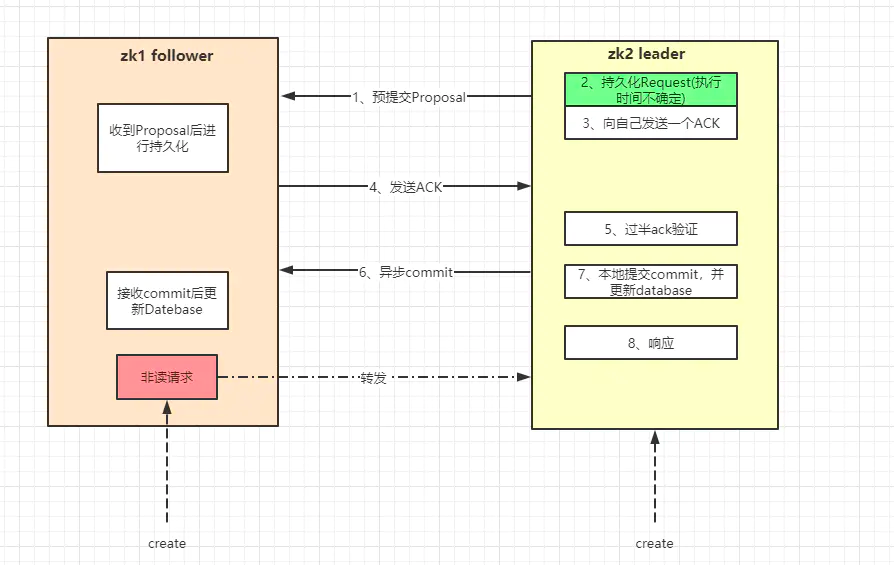 zk1 follower
zk2 leader
1、预提交Proposal
2、持久化Request(执行
时间不确定)
3、向自己发送一个ACK
收到Proposal后进
行持久化
4、发送ACK
5、过半ack验证
6、异步commit
7、本地提交commit，并
更新database
接收commit后更
新Datebase
8、响应
非读请求
转发
create
create